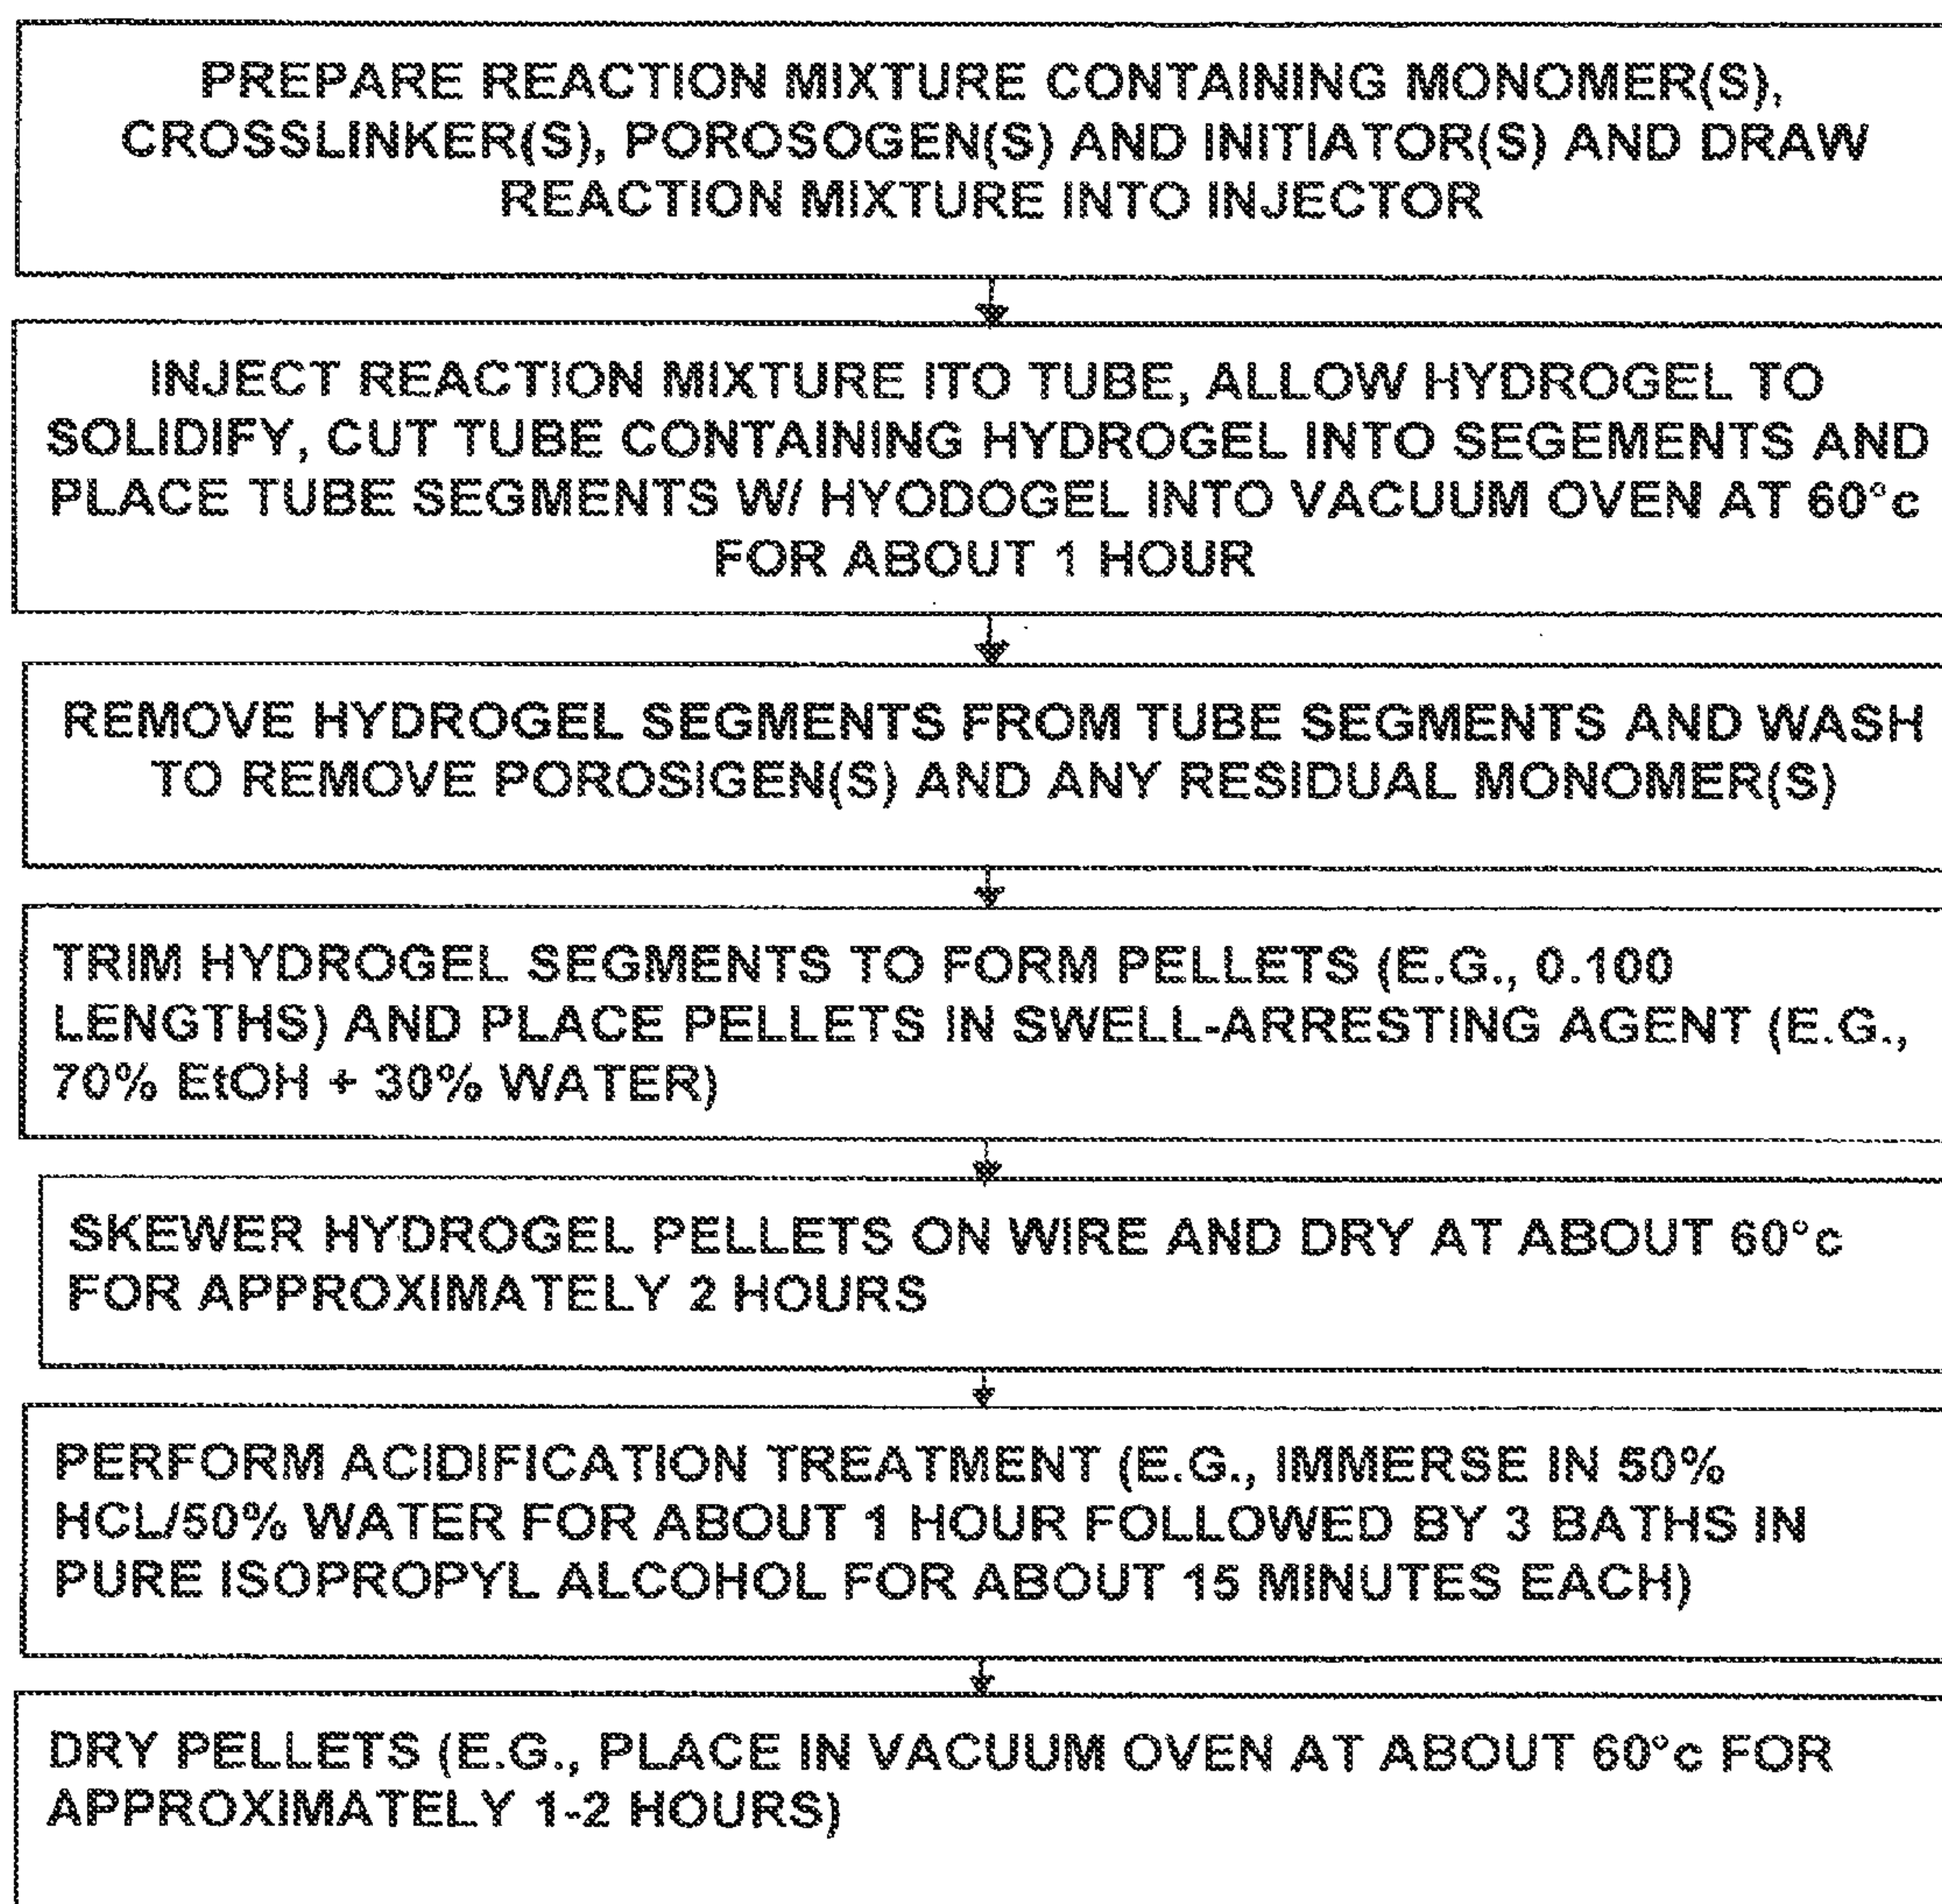 PREPARE REACTION MIXTURE CONTAINING MONOMER(S),
CROSSLINKER(S), POROSOGEN(S) AND INITIATOR(S) AND DRAW
REACTION MIXTURE INTO INJECTOR
INJECT REACTION MIXTURE ITO TUBE, ALLOW HYDROGEL TO
SOLIDIFY, CUT TUBE CONTAINING HYDROGEL INTO SEGEMENTS AND
PLACE TUBE SEGMENTS W/ HYODOGEL INTO VACUUM OVEN AT 60°c
FOR ABOUT 1 HOUR
REMOVE HYDROGEL SEGMENTS FROM TUBE SEGMENTS AND WASH
TO REMOVE POROSIGEN(S) AND ANY RESIDUAL MONOMER(S)
TRIM HYDROGEL SEGMENTS TO FORM PELLETS (E.G., 0.100
LENGTHS) AND PLACE PELLETS IN SWELL-ARRESTING AGENT (E.G.,
70% EtOH + 30% WATER)
SKEWER HYDROGEL PELLETS ON WIRE AND DRY AT ABOUT 60°c
FOR APPROXIMATELY 2 HOURS
PERFORM ACIDIFICATION TREATMENT (E.G., IMMERSE IN 50%
HCL/50% WATER FOR ABOUT 1 HOUR FOLLOWED BY 3 BATHS IN
PURE ISOPROPYL ALCOHOL FOR ABOUT 15 MINUTES EACH)
DRY PELLETS (E.G., PLACE IN VACUUM OVEN AT ABOUT 60°c FOR
APPROXIMATELY 1-2 HOURS)